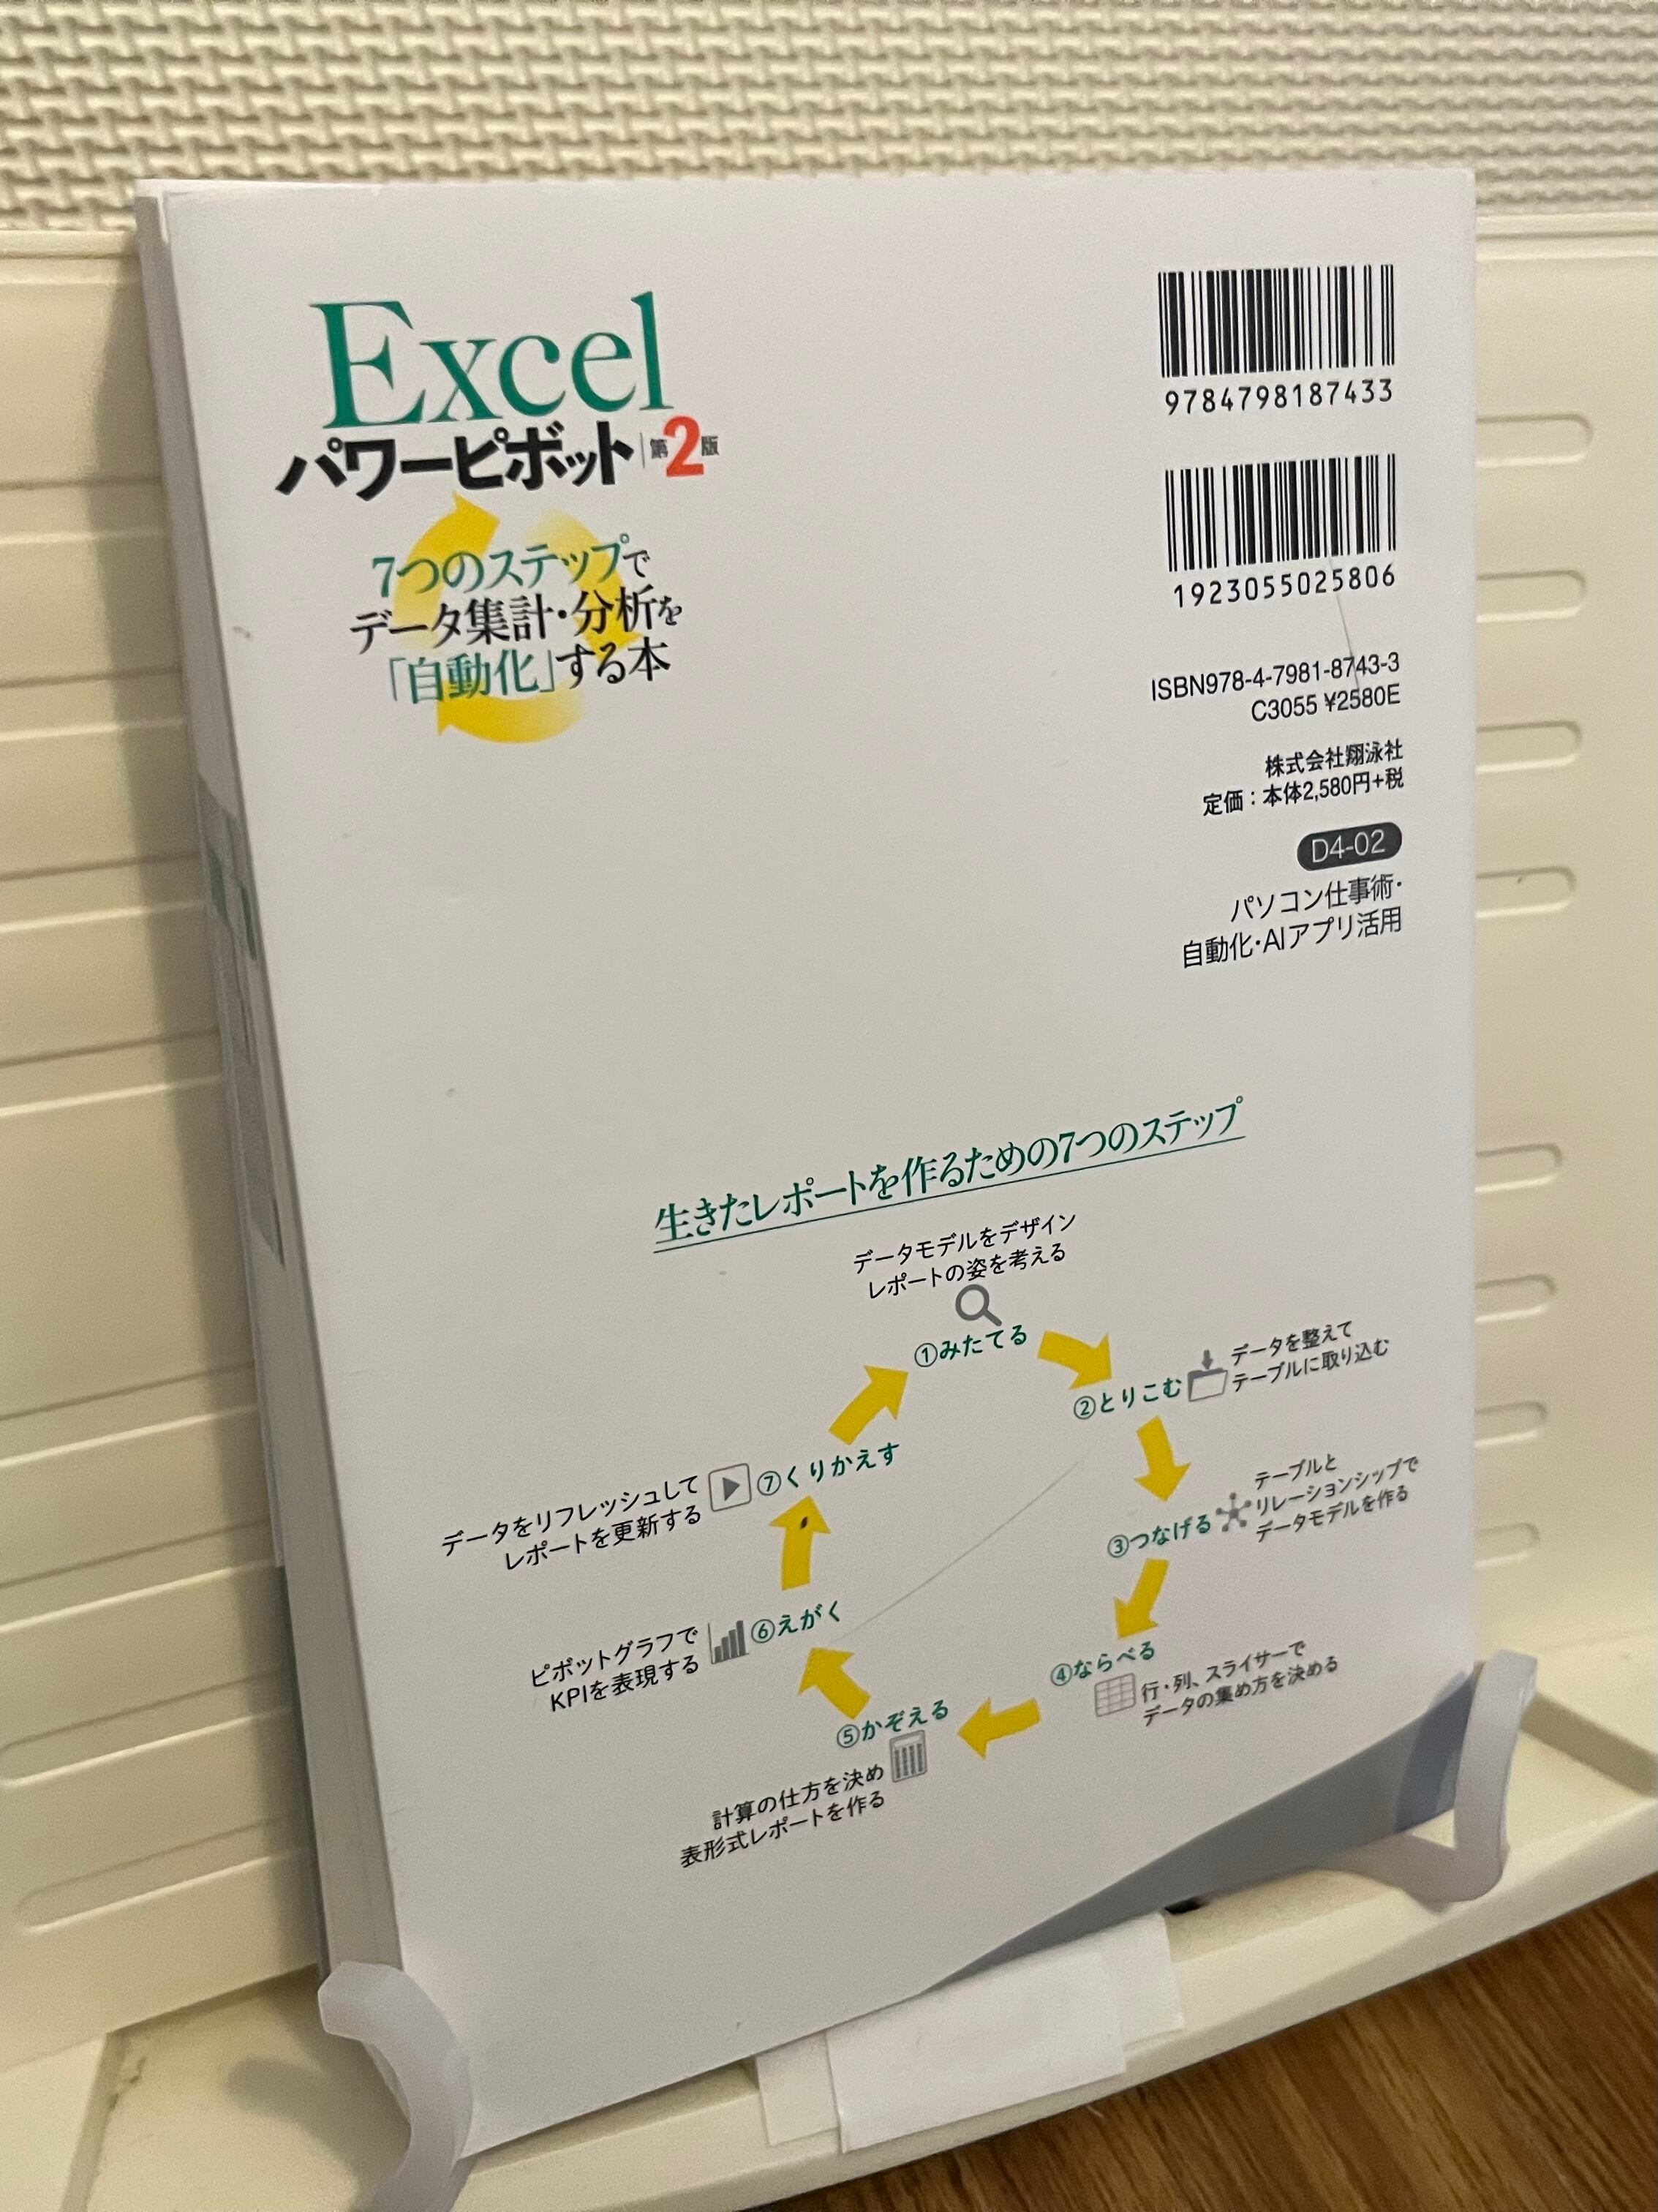 Excel
パワーピボット 第2版
7つのステップで
データ集計・分析を
「自動化」する本
9784798187433
1923055025806
ISBN978-4-7981-8743-3
C3055 ¥2580E
株式会社翔泳社
定価：本体2,580円+税
D4-02
パソコン仕事術・
自動化・AIアプリ活用
生きたレポートを作るための7つのステップ
データモデルをデザイン
レポートの姿を考える
①みたてる
②とりこむ
データを整えて
テーブルに取り込む
③つなげる
テーブルと
リレーションシップで
データモデルを作る
④ならべる
行・列、スライサーで
データの集め方を決める
⑤かぞえる
計算の仕方を決め
表形式レポートを作る
⑥えがく
ピボットグラフで
KPIを表現する
⑦くりかえす
データをリフレッシュして
レポートを更新する